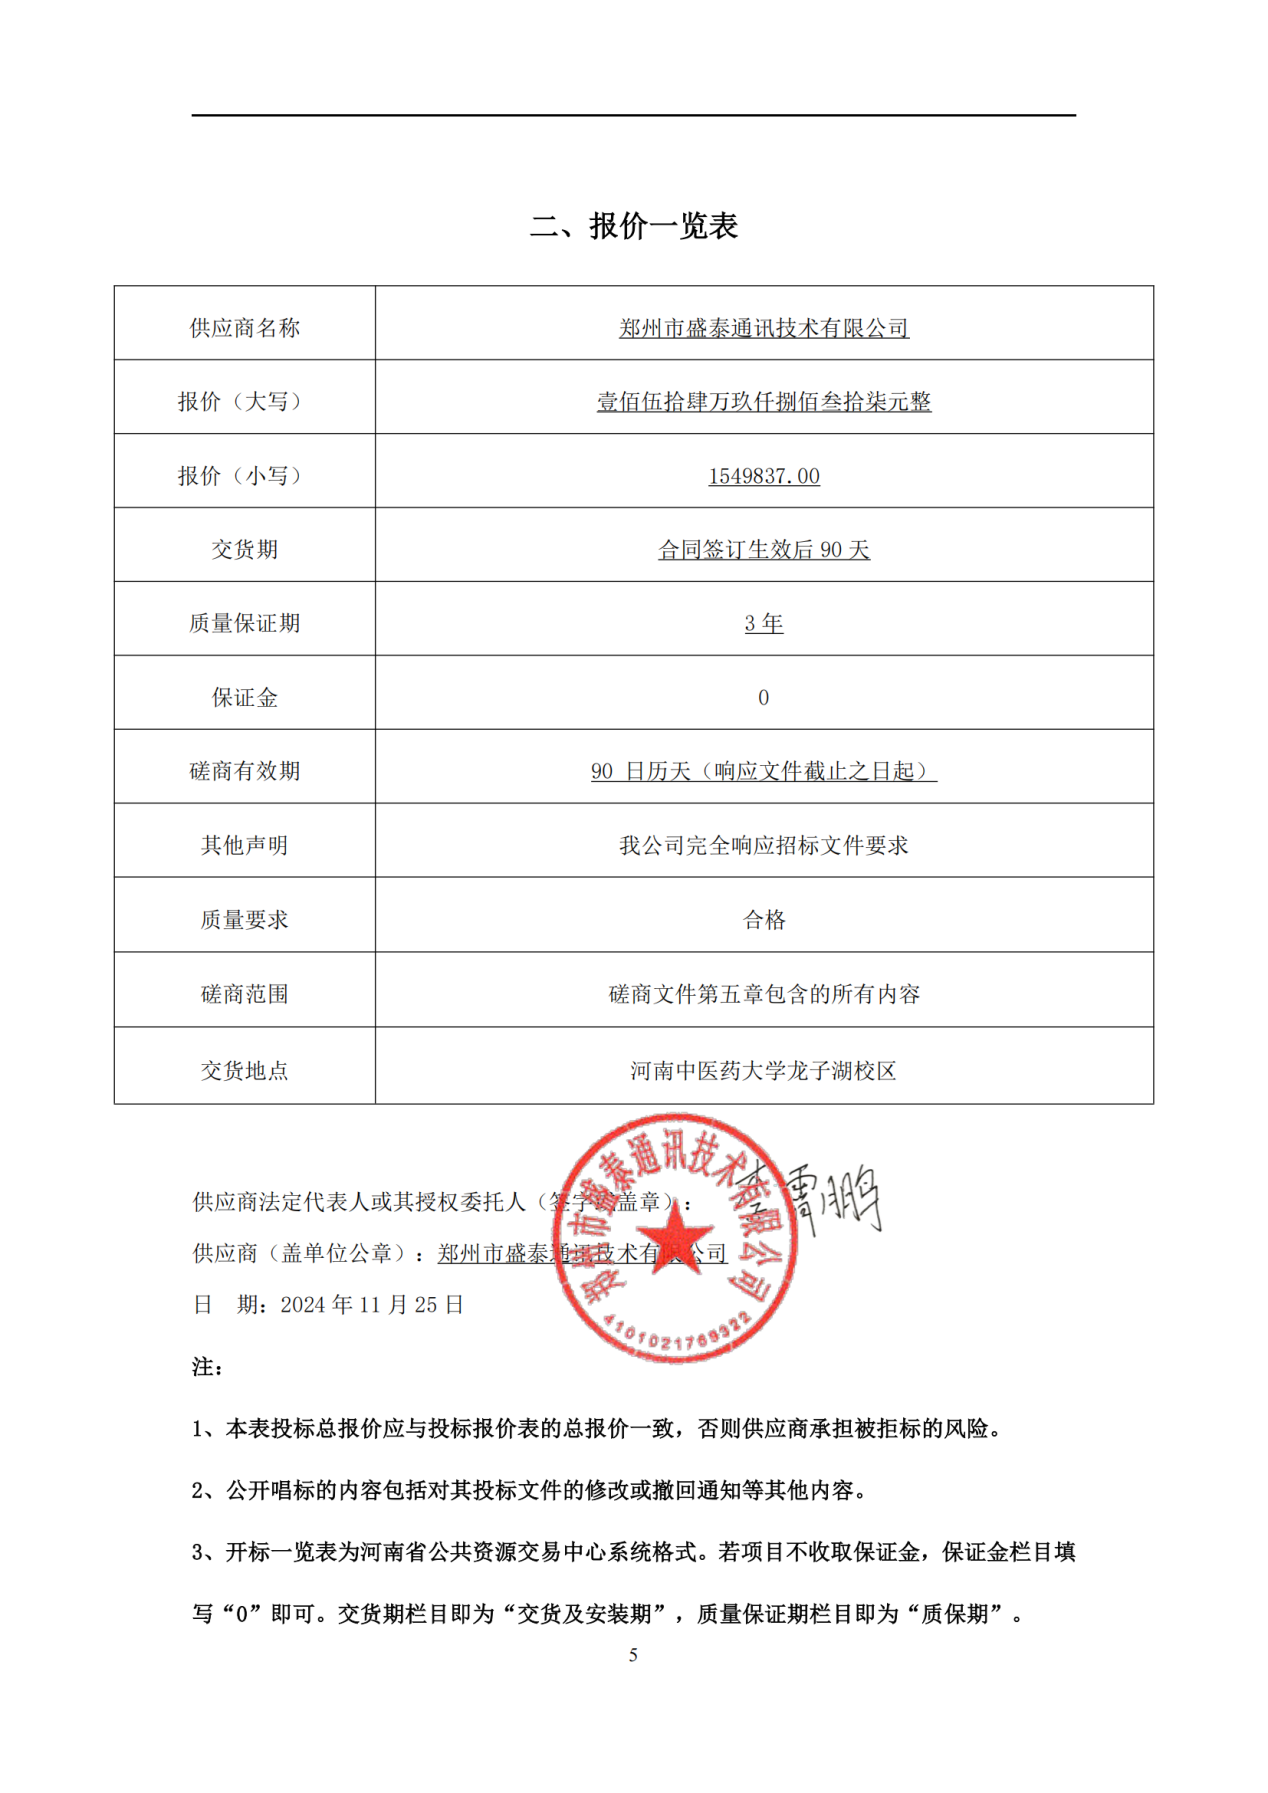 二、报价一览表
供应商名称 郑州市盛泰通讯技术有限公司
报价（大写） 壹佰伍拾肆万玖仟捌佰叁拾柒元整
报价（小写） 1549837.00
交货期 合同签订生效后 90 天
质量保证期 3 年
保证金 0
磋商有效期 90 日历天（响应文件截止之日起）
其他声明 我公司完全响应招标文件要求
质量要求 合格
磋商范围 磋商文件第五章包含的所有内容
交货地点 河南中医药大学龙子湖校区
郑州市盛泰通讯技术有限公司
供应商法定代表人或其授权委托人（签字或盖章）：
供应商（盖单位公章）：郑州市盛泰通讯技术有限公司
日 期：2024 年 11 月 25 日
4101021769322
注：
1、本表投标总报价应与投标报价表的总报价一致，否则供应商承担被拒标的风险。
2、公开唱标的内容包括对其投标文件的修改或撤回通知等其他内容。
3、开标一览表为河南省公共资源交易中心系统格式。若项目不收取保证金，保证金栏目填
写“0”即可。交货期栏目即为“交货及安装期”，质量保证期栏目即为“质保期”。
5